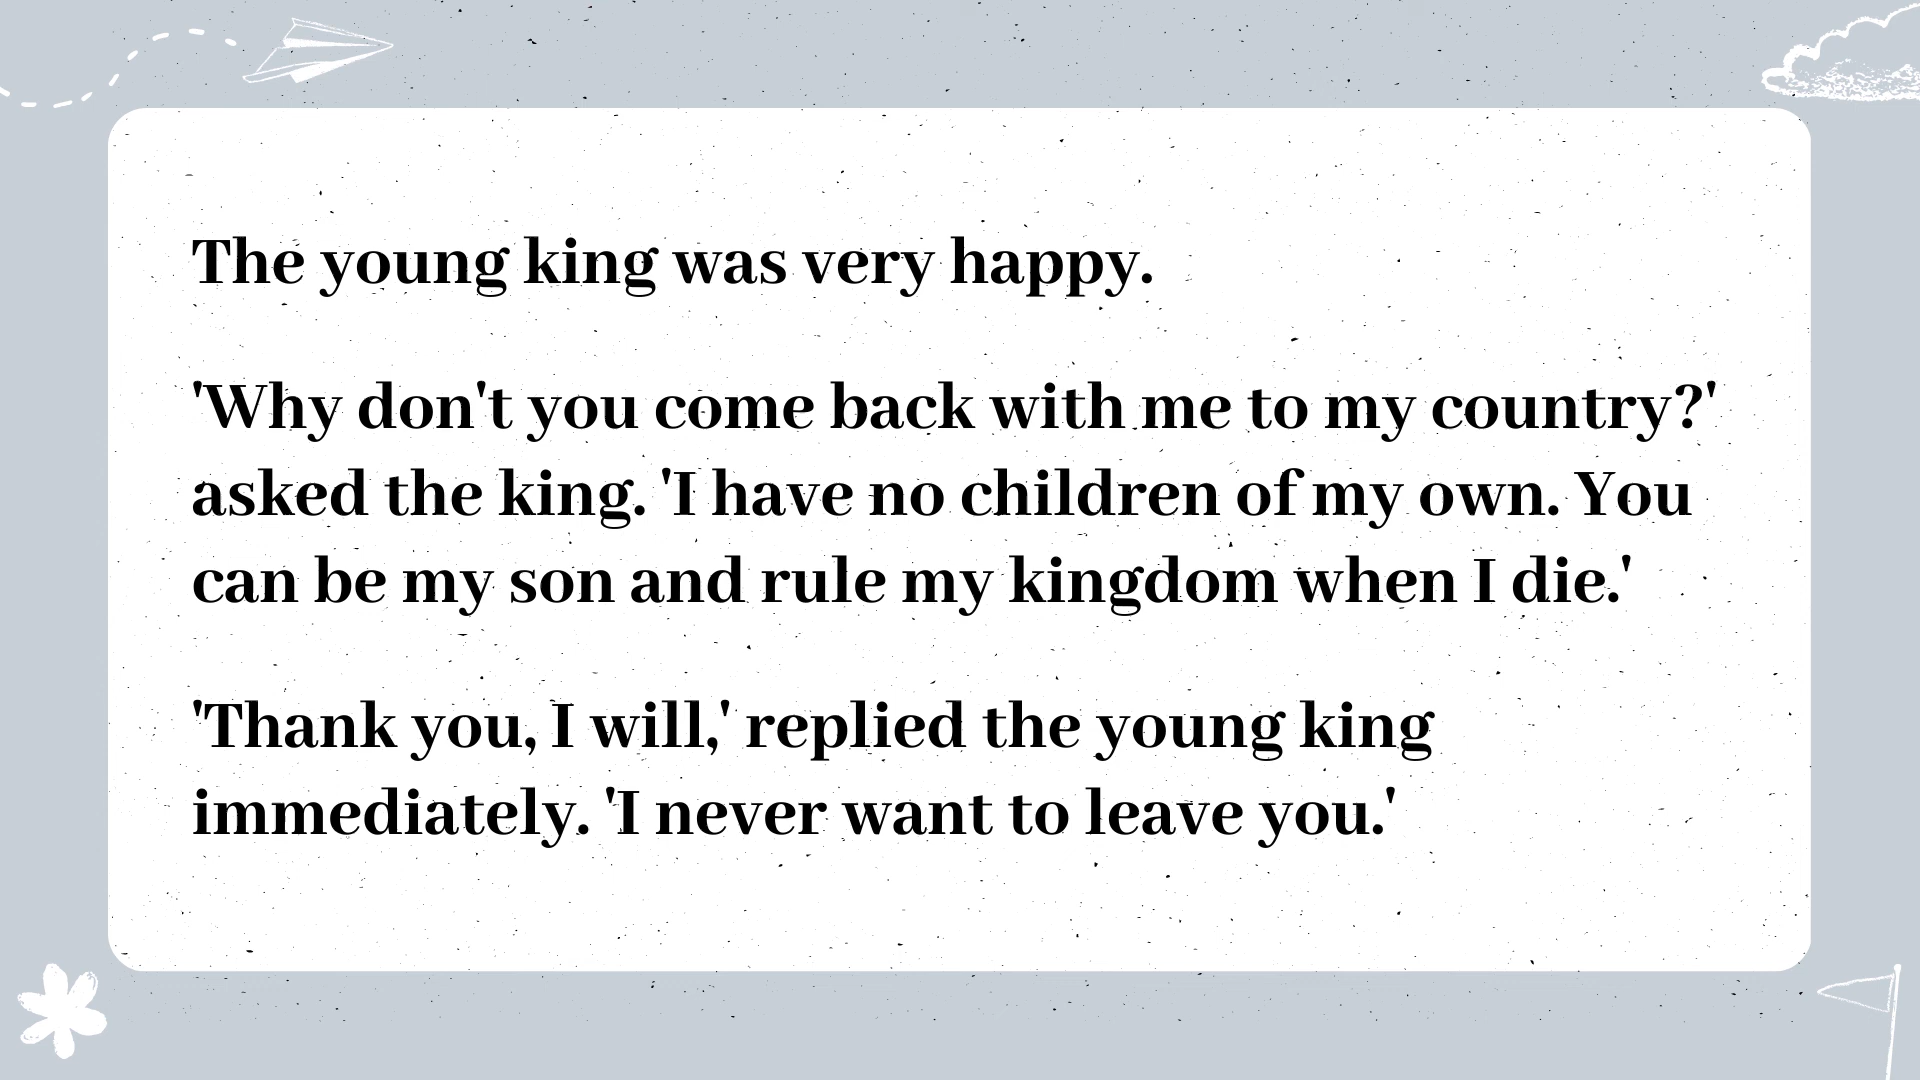 The young king was very happy.
'Why don't you come back with me to my country?'
asked the king. 'I have no children of my own. You
can be my son and rule my kingdom when I die.'
'Thank you, I will,' replied the young king
immediately. 'I never want to leave you.'